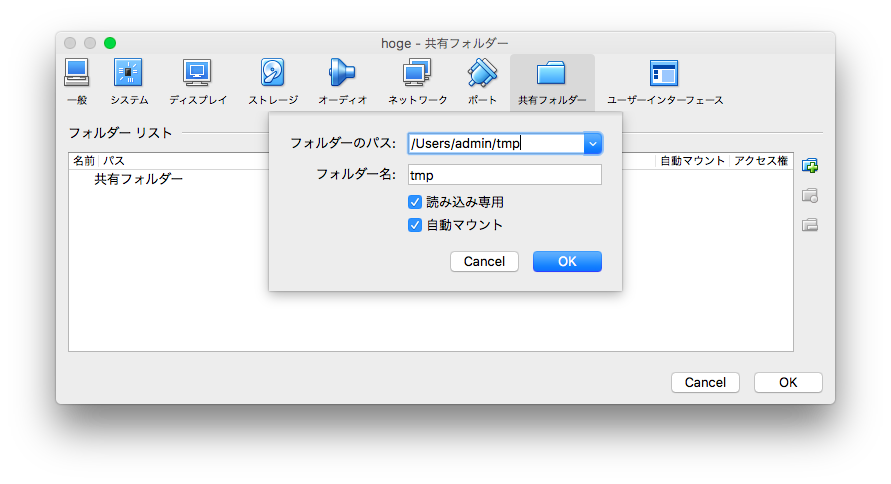 hoge - 共有フォルダー
一般 システム ディスプレイ ストレージ オーディオ ネットワーク ポート 共有フォルダー ユーザーインターフェース
フォルダー リスト
名前 パス 自動マウント アクセス権
共有フォルダー
フォルダーのパス: /Users/admin/tmp
フォルダー名: tmp
読み込み専用
自動マウント
Cancel OK
Cancel OK